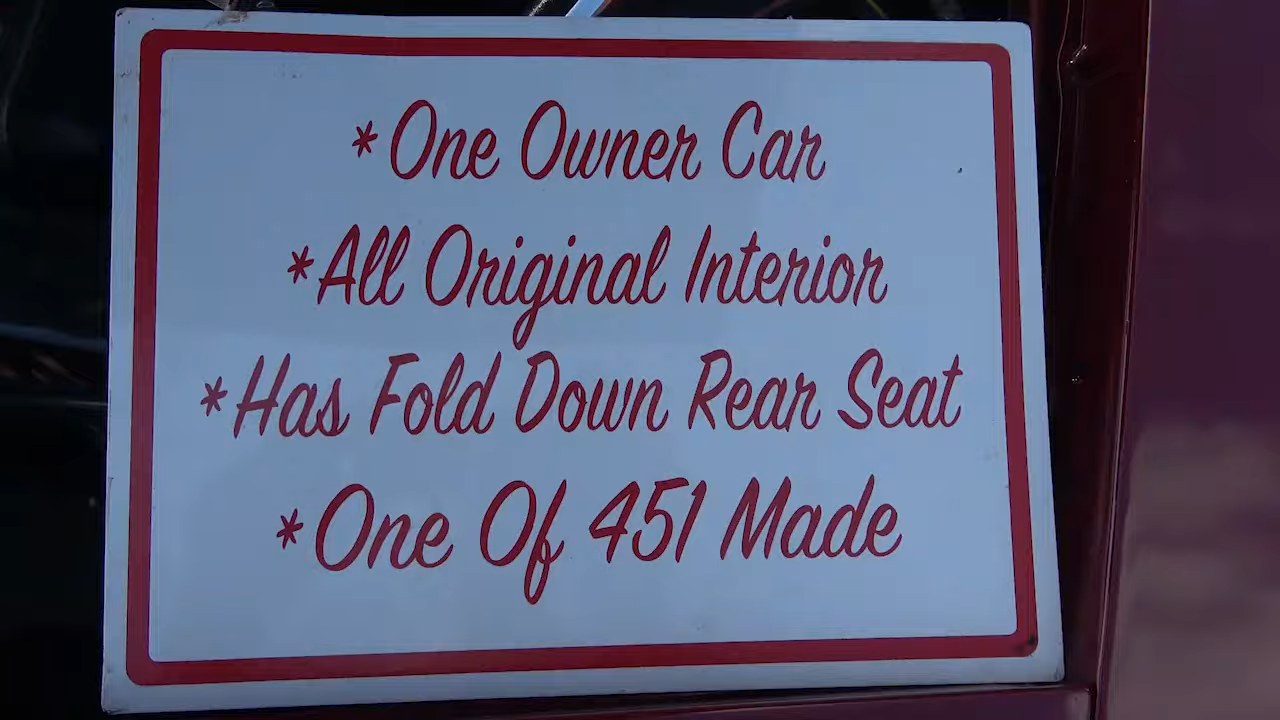 *One Owner Car
*All Original Interior
*Has Fold Down Rear Seat
*One Of 451 Made